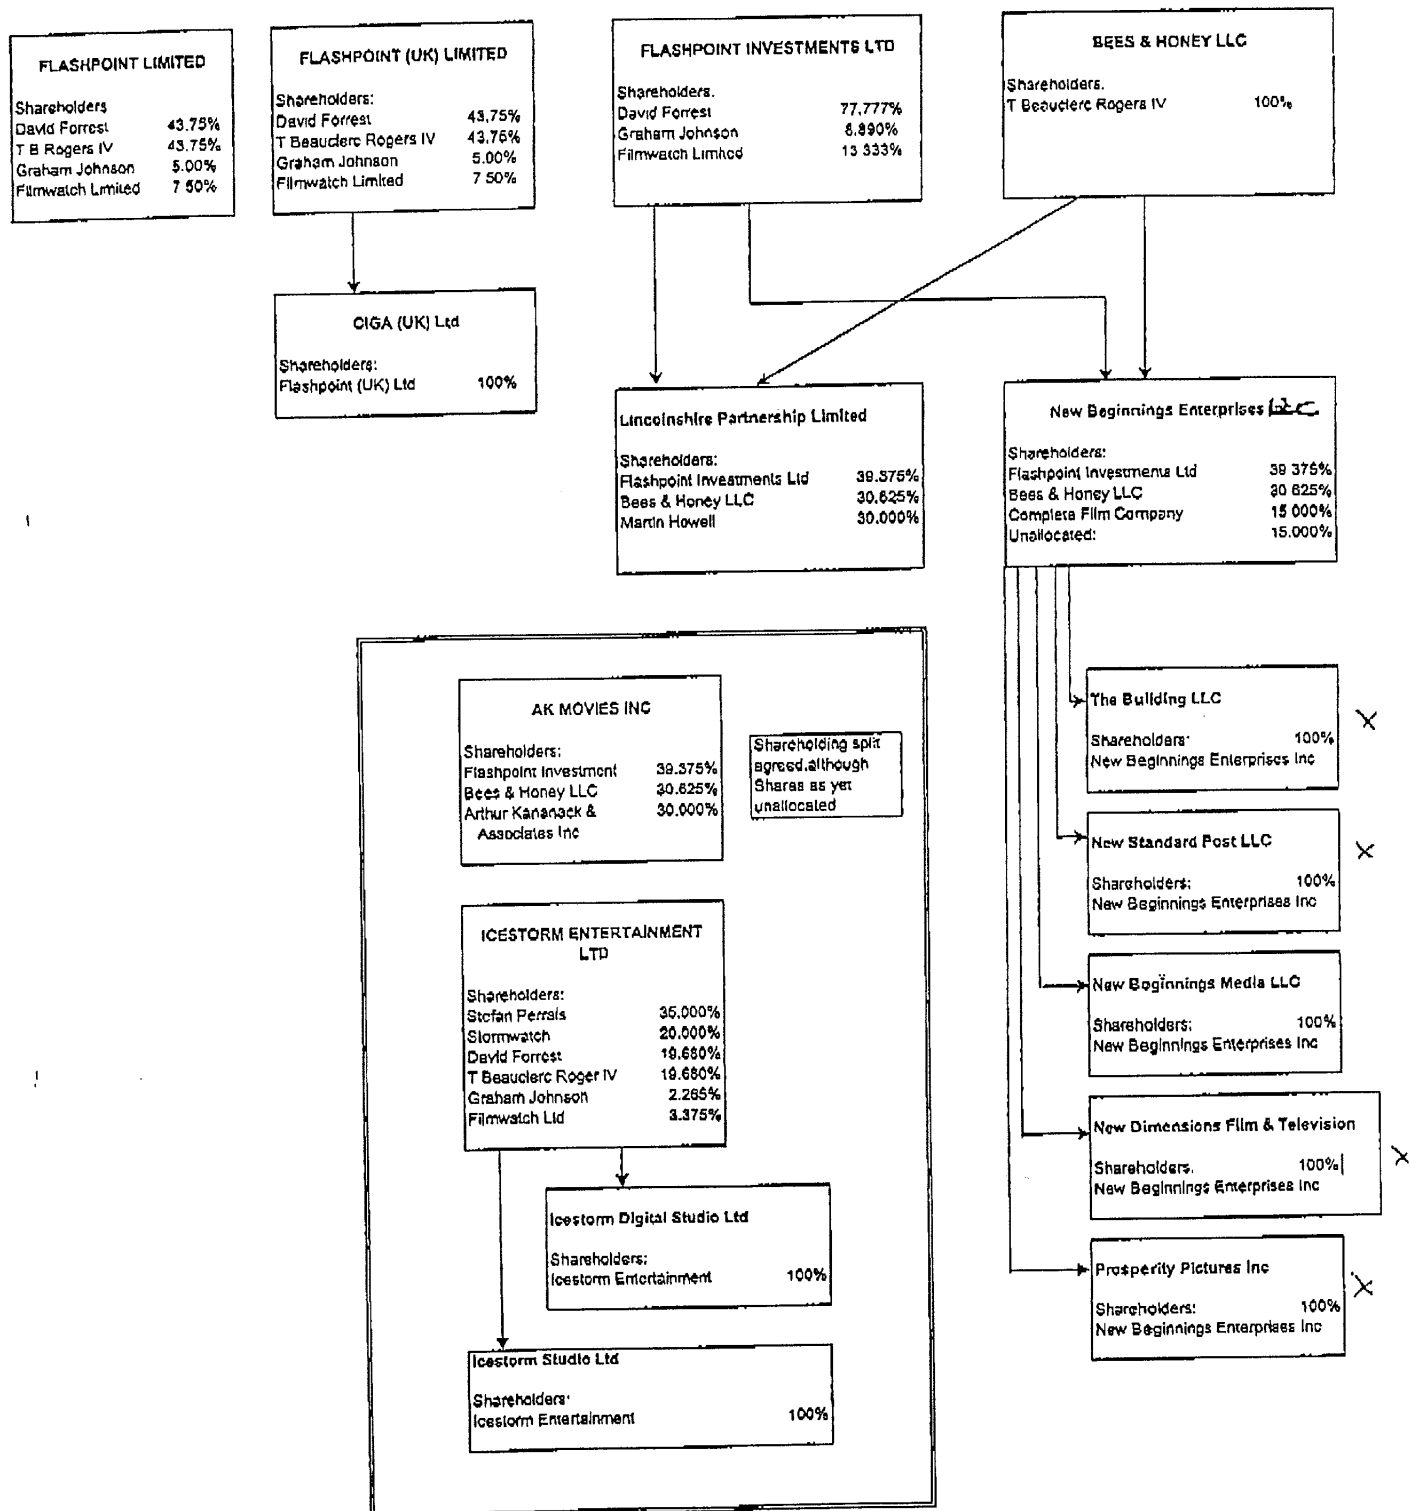 FLASHPOINT LIMITED
Shareholders
David Forrest 43.75%
T B Rogers IV 43.75%
Graham Johnson 5.00%
Filmwatch Limited 7 50%
FLASHPOINT (UK) LIMITED
Shareholders:
David Forrest 43.75%
T Beauclerc Rogers IV 43.75%
Graham Johnson 5.00%
Filmwatch Limited 7 50%
FLASHPOINT INVESTMENTS LTD
Shareholders.
David Forrest 77.777%
Graham Johnson 8.890%
Filmwatch Limited 13 333%
BEES & HONEY LLC
Shareholders.
T Beauclerc Rogers IV 100%
CIGA (UK) Ltd
Shareholders:
Flashpoint (UK) Ltd 100%
Lincolnshire Partnership Limited
Shareholders:
Flashpoint Investments Ltd 39.375%
Bees & Honey LLC 30.625%
Martin Howell 30.000%
New Beginnings Enterprises LLC
Shareholders:
Flashpoint Investments Ltd 39 375%
Bees & Honey LLC 30 625%
Complete Film Company 15 000%
Unallocated: 15.000%
AK MOVIES INC
Shareholders:
Flashpoint Investment 39.375%
Bees & Honey LLC 30.625%
Arthur Kananack & 30.000%
Associates Inc
Shareholding split
agreed.although
Shares as yet
unallocated
ICESTORM ENTERTAINMENT
LTD
Shareholders:
Stefan Perrais 35.000%
Stormwatch 20.000%
David Forrest 19.680%
T Beauclerc Roger IV 19.680%
Graham Johnson 2.265%
Filmwatch Ltd 3.375%
Icestorm Digital Studio Ltd
Shareholders:
Icestorm Entertainment 100%
Icestorm Studio Ltd
Shareholders:
Icestorm Entertainment 100%
The Building LLC
Shareholders: 100%
New Beginnings Enterprises Inc
X
New Standard Post LLC
Shareholders: 100%
New Beginnings Enterprises Inc
X
New Beginnings Media LLC
Shareholders: 100%
New Beginnings Enterprises Inc
New Dimensions Film & Television
Shareholders. 100%
New Beginnings Enterprises Inc
X
Prosperity Pictures Inc
Shareholders: 100%
New Beginnings Enterprises Inc
X